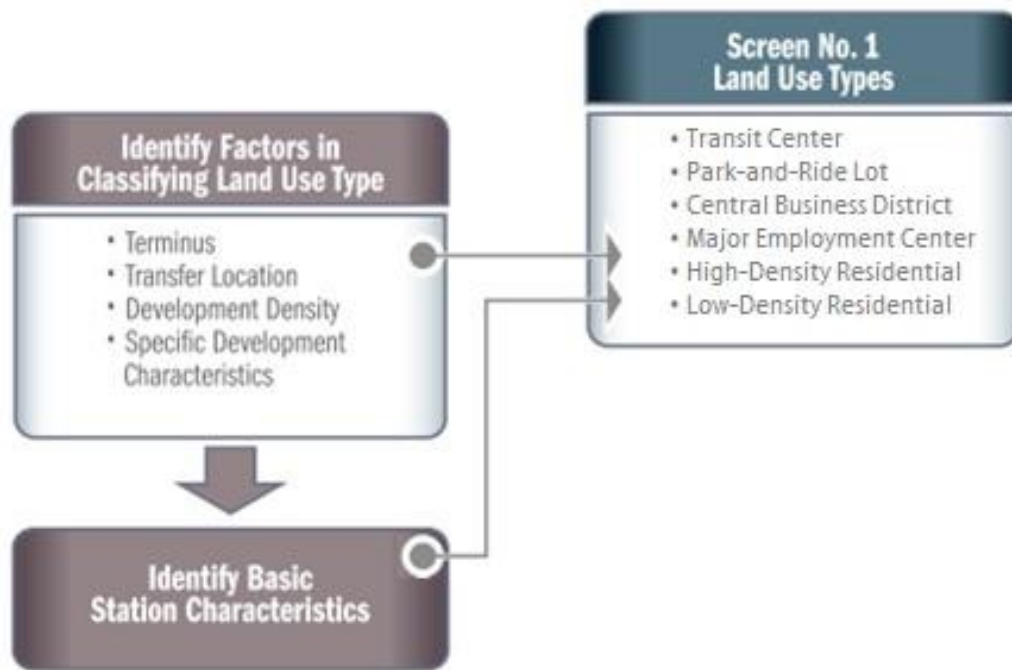 Identify Factors in
Classifying Land Use Type
• Terminus
• Transfer Location
• Development Density
• Specific Development
Characteristics
Identify Basic
Station Characteristics
Screen No. 1
Land Use Types
• Transit Center
• Park-and-Ride Lot
• Central Business District
• Major Employment Center
• High-Density Residential
• Low-Density Residential